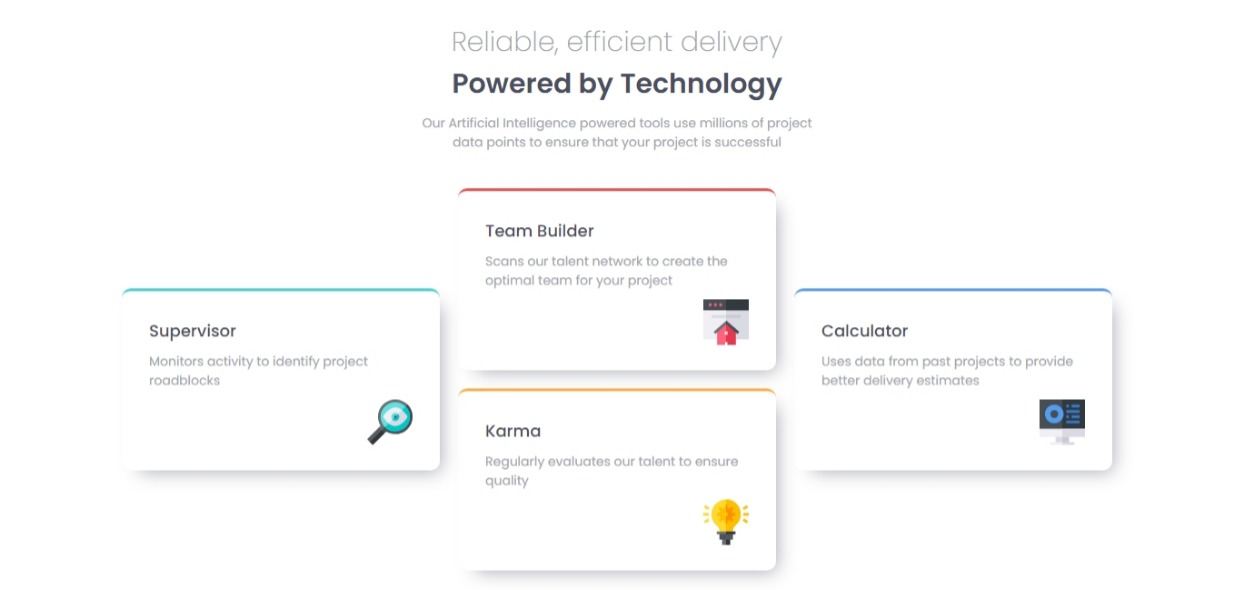 Reliable, efficient delivery
Powered by Technology
Our Artificial Intelligence powered tools use millions of project
data points to ensure that your project is successful
Supervisor
Monitors activity to identify project
roadblocks
Team Builder
Scans our talent network to create the
optimal team for your project
Karma
Regularly evaluates our talent to ensure
quality
Calculator
Uses data from past projects to provide
better delivery estimates